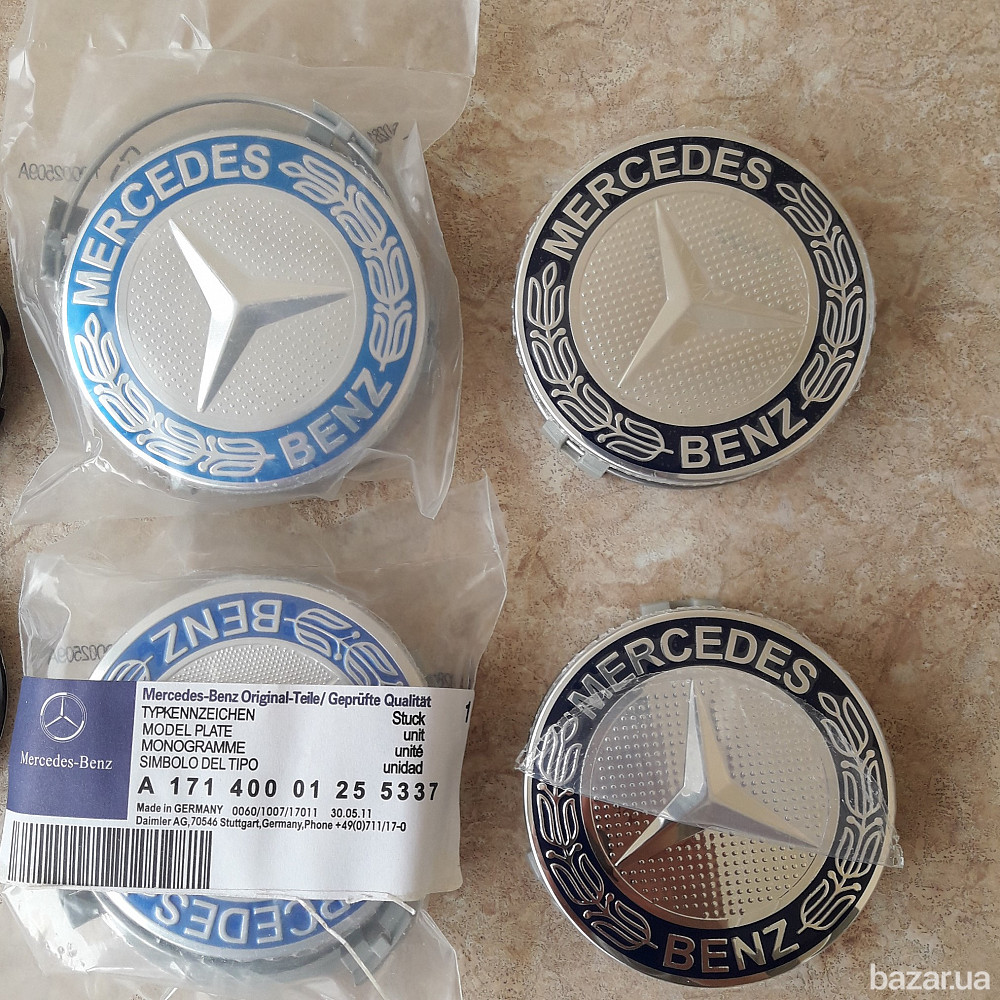 MERCEDES
BENZ
MERCEDES
BENZ
BENZ
Mercedes-Benz
Mercedes-Benz Original-Teile/ Geprüfte Qualität
TYPKENNZEICHEN Stuck
MODEL PLATE unit
MONOGRAMME unité
SIMBOLO DEL TIPO unidad
1
A 171 400 01 25 5337
Made in GERMANY 0060/1007/17011 30.05.11
Daimler AG,70546 Stuttgart,Germany,Phone +49(0)711/17-0
MERCEDES
MERCEDES
BENZ
bazar.ua